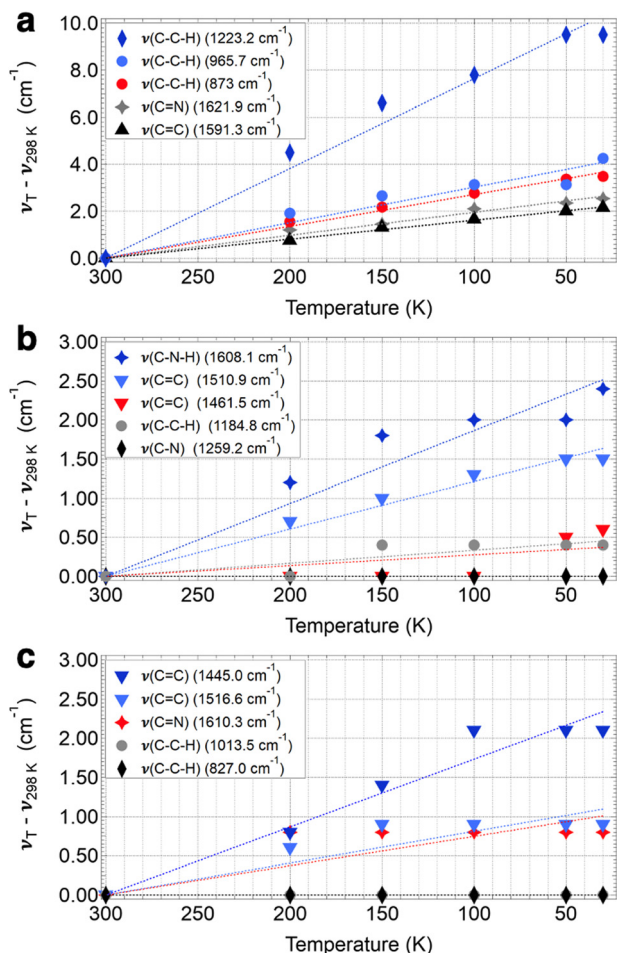 a
10.0
8.0
6.0
4.0
2.0
0.0
ν_T - ν_298 K (cm⁻¹)
ν(C-C-H) (1223.2 cm⁻¹)
ν(C-C-H) (965.7 cm⁻¹)
ν(C-C-H) (873 cm⁻¹)
ν(C=N) (1621.9 cm⁻¹)
ν(C=C) (1591.3 cm⁻¹)
300 250 200 150 100 50
Temperature (K)
b
3.00
2.50
2.00
1.50
1.00
0.50
0.00
ν_T - ν_298 K (cm⁻¹)
ν(C-N-H) (1608.1 cm⁻¹)
ν(C=C) (1510.9 cm⁻¹)
ν(C=C) (1461.5 cm⁻¹)
ν(C-C-H) (1184.8 cm⁻¹)
ν(C-N) (1259.2 cm⁻¹)
300 250 200 150 100 50
Temperature (K)
c
3.00
2.50
2.00
1.50
1.00
0.50
0.00
ν_T - ν_298 K (cm⁻¹)
ν(C=C) (1445.0 cm⁻¹)
ν(C=C) (1516.6 cm⁻¹)
ν(C=N) (1610.3 cm⁻¹)
ν(C-C-H) (1013.5 cm⁻¹)
ν(C-C-H) (827.0 cm⁻¹)
300 250 200 150 100 50
Temperature (K)